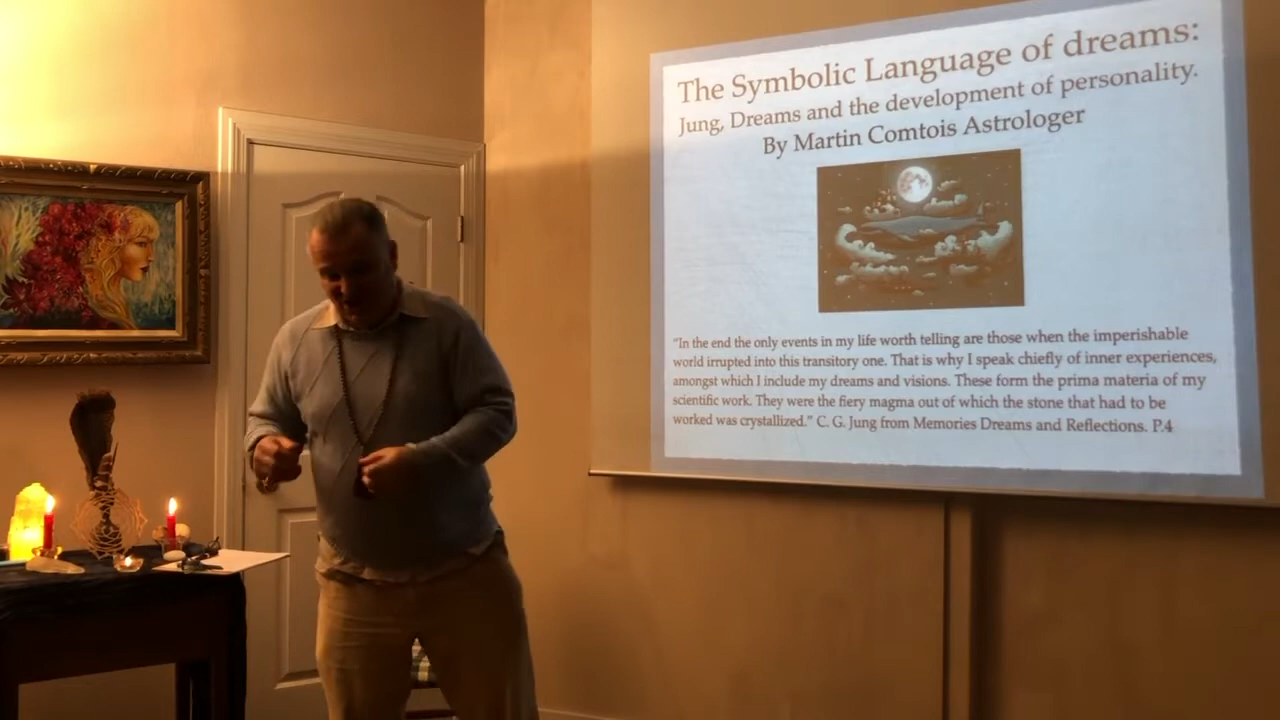 The Symbolic Language of dreams:
Jung, Dreams and the development of personality.
By Martin Comtois Astrologer
“In the end the only events in my life worth telling are those when the imperishable
world irrupted into this transitory one. That is why I speak chiefly of inner experiences,
amongst which I include my dreams and visions. These form the prima materia of my
scientific work. They were the fiery magma out of which the stone that had to be
worked was crystallized.” C. G. Jung from Memories Dreams and Reflections. P.4